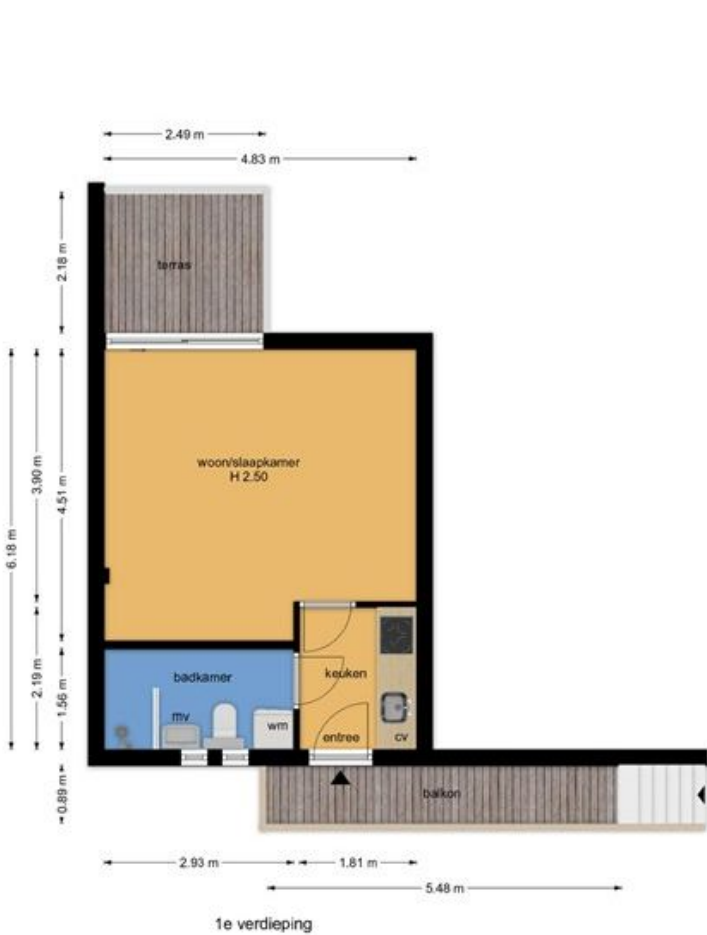 2.49 m
4.83 m
2.18 m
terras
woon/slaapkamer
H 2.50
3.90 m
4.51 m
6.18 m
badkamer
keuken
2.19 m
1.56 m
mv
wm
entree
cv
0.89 m
balkon
2.93 m
1.81 m
5.48 m
1e verdieping